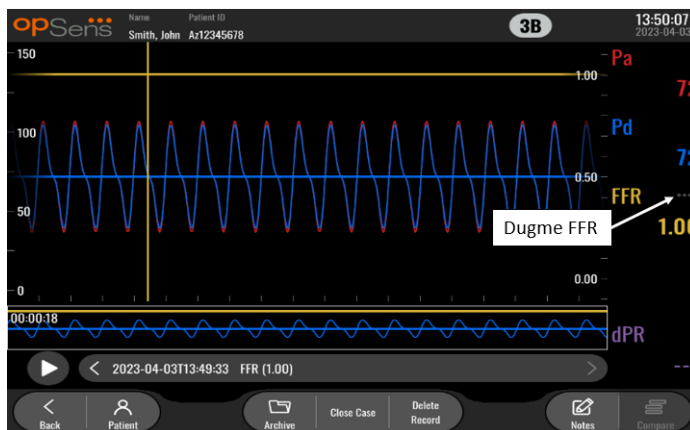 opSens
Name Patient ID
Smith, John Az12345678
3B
13:50:07
2023-04-03
150
1.00
Pa
72
100
Pd
0.50
72
50
FFR
---
Dugme FFR
1.00
0.00
0
00:00:18
dPR
--
2023-04-03T13:49:33 FFR (1.00)
Back Patient Archive Close Case Delete Record Notes Compare